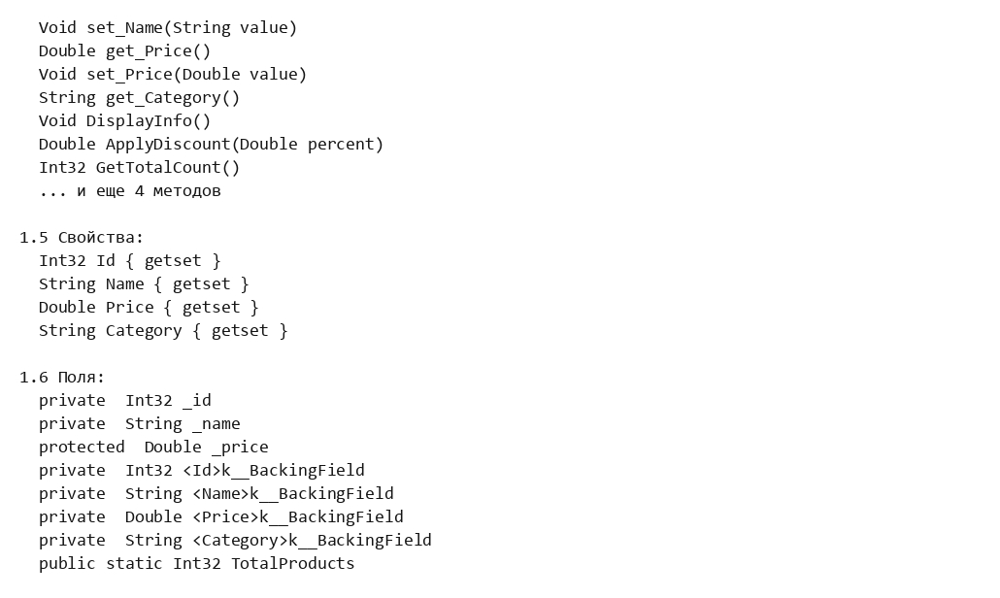 Void set_Name(String value)
Double get_Price()
Void set_Price(Double value)
String get_Category()
Void DisplayInfo()
Double ApplyDiscount(Double percent)
Int32 GetTotalCount()
... и еще 4 методов
1.5 Свойства:
Int32 Id { getset }
String Name { getset }
Double Price { getset }
String Category { getset }
1.6 Поля:
private  Int32 _id
private  String _name
protected  Double _price
private  Int32 <Id>k__BackingField
private  String <Name>k__BackingField
private  Double <Price>k__BackingField
private  String <Category>k__BackingField
public static Int32 TotalProducts